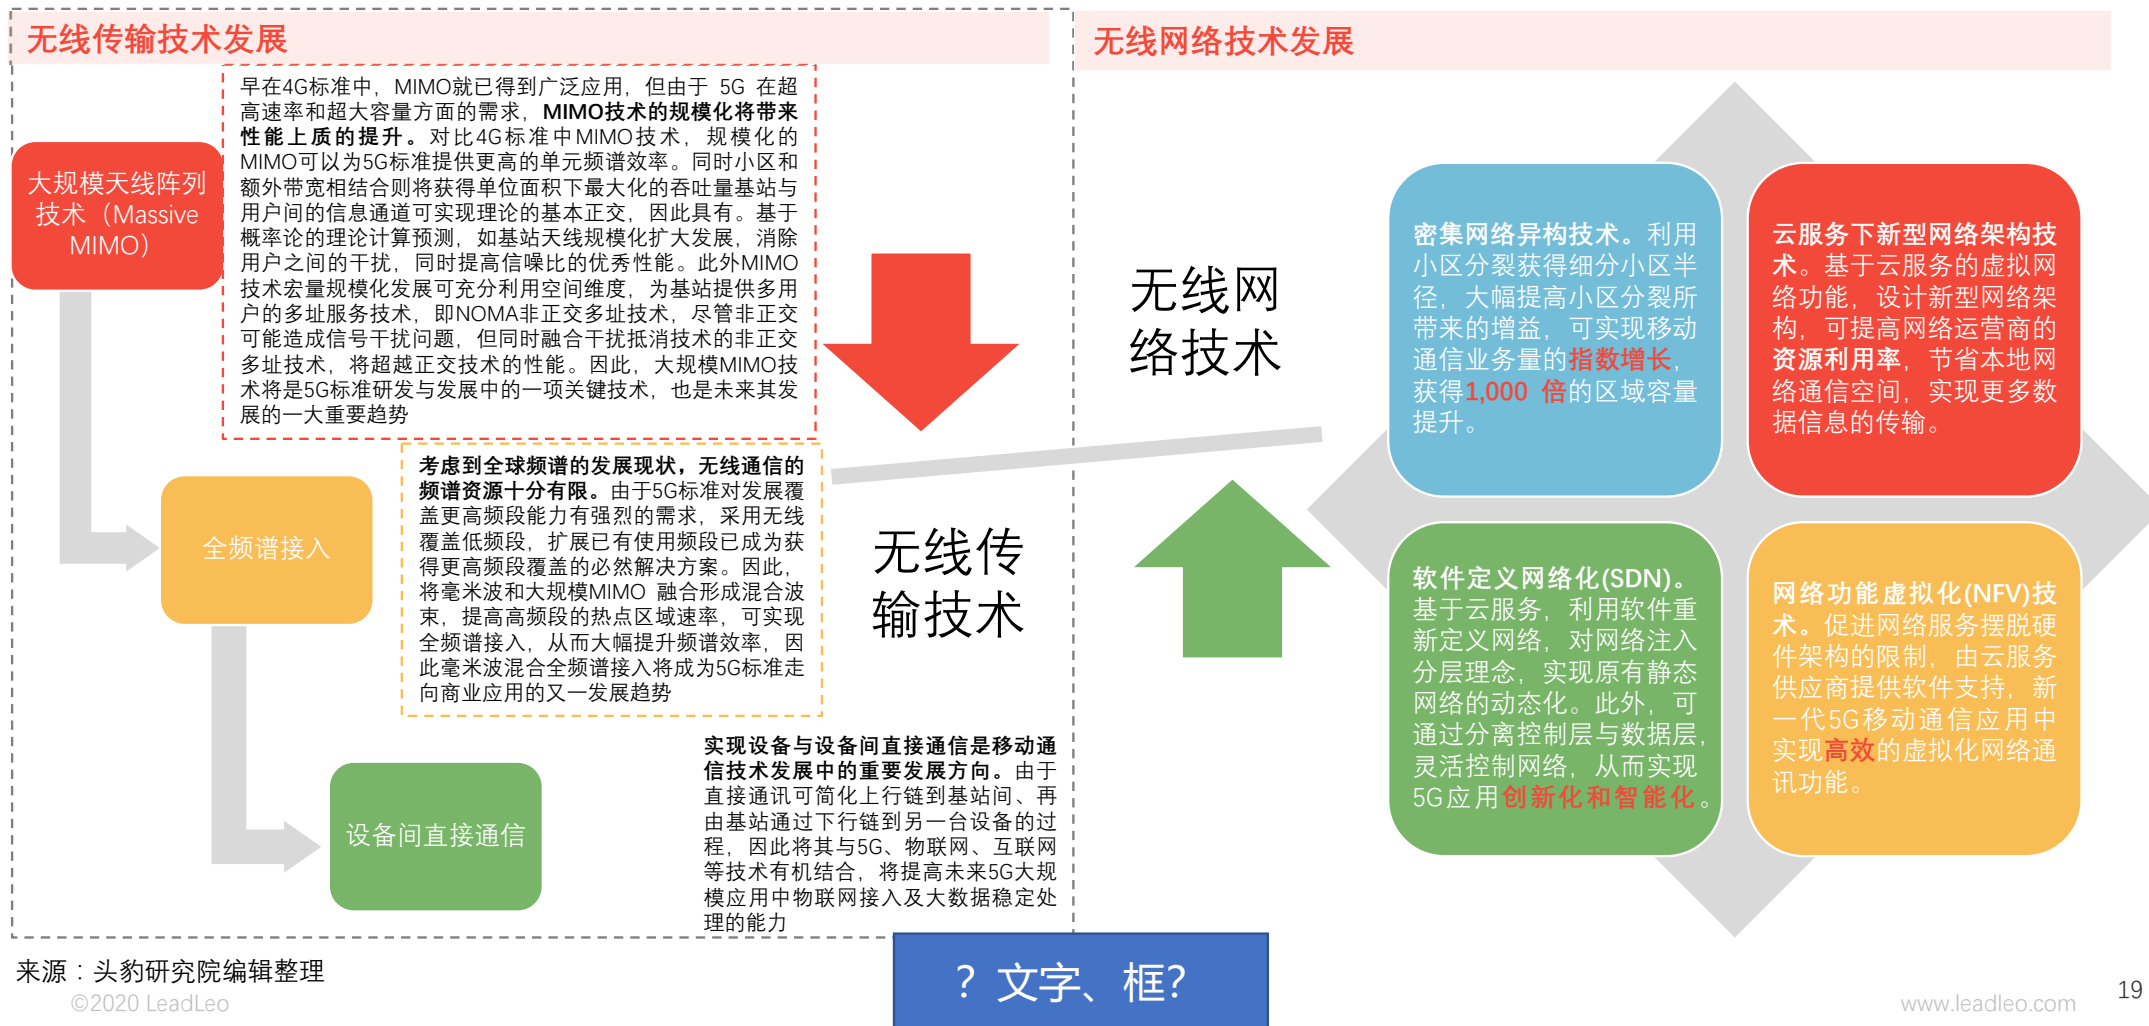 无线传输技术发展
大规模天线阵列
技术（Massive
MIMO）
早在4G标准中，MIMO就已得到广泛应用，但由于 5G 在超
高速率和超大容量方面的需求，MIMO技术的规模化将带来
性能上质的提升。对比4G标准中MIMO技术，规模化的
MIMO可以为5G标准提供更高的单元频谱效率。同时小区和
额外带宽相结合则将获得单位面积下最大化的吞吐量基站与
用户间的信息通道可实现理论的基本正交，因此具有。基于
概率论的理论计算预测，如基站天线规模化扩大发展，消除
用户之间的干扰，同时提高信噪比的优秀性能。此外MIMO
技术宏量规模化发展可充分利用空间维度，为基站提供多用
户的多址服务技术，即NOMA非正交多址技术，尽管非正交
可能造成信号干扰问题，但同时融合干扰抵消技术的非正交
多址技术，将超越正交技术的性能。因此，大规模MIMO技
术将是5G标准研发与发展中的一项关键技术，也是未来其发
展的一大重要趋势
全频谱接入
考虑到全球频谱的发展现状，无线通信的
频谱资源十分有限。由于5G标准对发展覆
盖更高频段能力有强烈的需求，采用无线
覆盖低频段，扩展已有使用频段已成为获
得更高频段覆盖的必然解决方案。因此，
将毫米波和大规模MIMO 融合形成混合波
束，提高高频段的热点区域速率，可实现
全频谱接入，从而大幅提升频谱效率，因
此毫米波混合全频谱接入将成为5G标准走
向商业应用的又一发展趋势
设备间直接通信
实现设备与设备间直接通信是移动通
信技术发展中的重要发展方向。由于
直接通讯可简化上行链到基站间、再
由基站通过下行链到另一台设备的过
程，因此将其与5G、物联网、互联网
等技术有机结合，将提高未来5G大规
模应用中物联网接入及大数据稳定处
理的能力
无线网
络技术
无线传
输技术
无线网络技术发展
密集网络异构技术。利用
小区分裂获得细分小区半
径，大幅提高小区分裂所
带来的增益，可实现移动
通信业务量的指数增长，
获得1,000 倍的区域容量
提升。
云服务下新型网络架构技
术。基于云服务的虚拟网
络功能，设计新型网络架
构，可提高网络运营商的
资源利用率，节省本地网
络通信空间，实现更多数
据信息的传输。
软件定义网络化(SDN)。
基于云服务，利用软件重
新定义网络，对网络注入
分层理念，实现原有静态
网络的动态化。此外，可
通过分离控制层与数据层，
灵活控制网络，从而实现
5G应用创新化和智能化。
网络功能虚拟化(NFV)技
术。促进网络服务摆脱硬
件架构的限制，由云服务
供应商提供软件支持，新
一代5G移动通信应用中
实现高效的虚拟化网络通
讯功能。
？文字、框？
来源：头豹研究院编辑整理
©2020 LeadLeo
www.leadleo.com
19